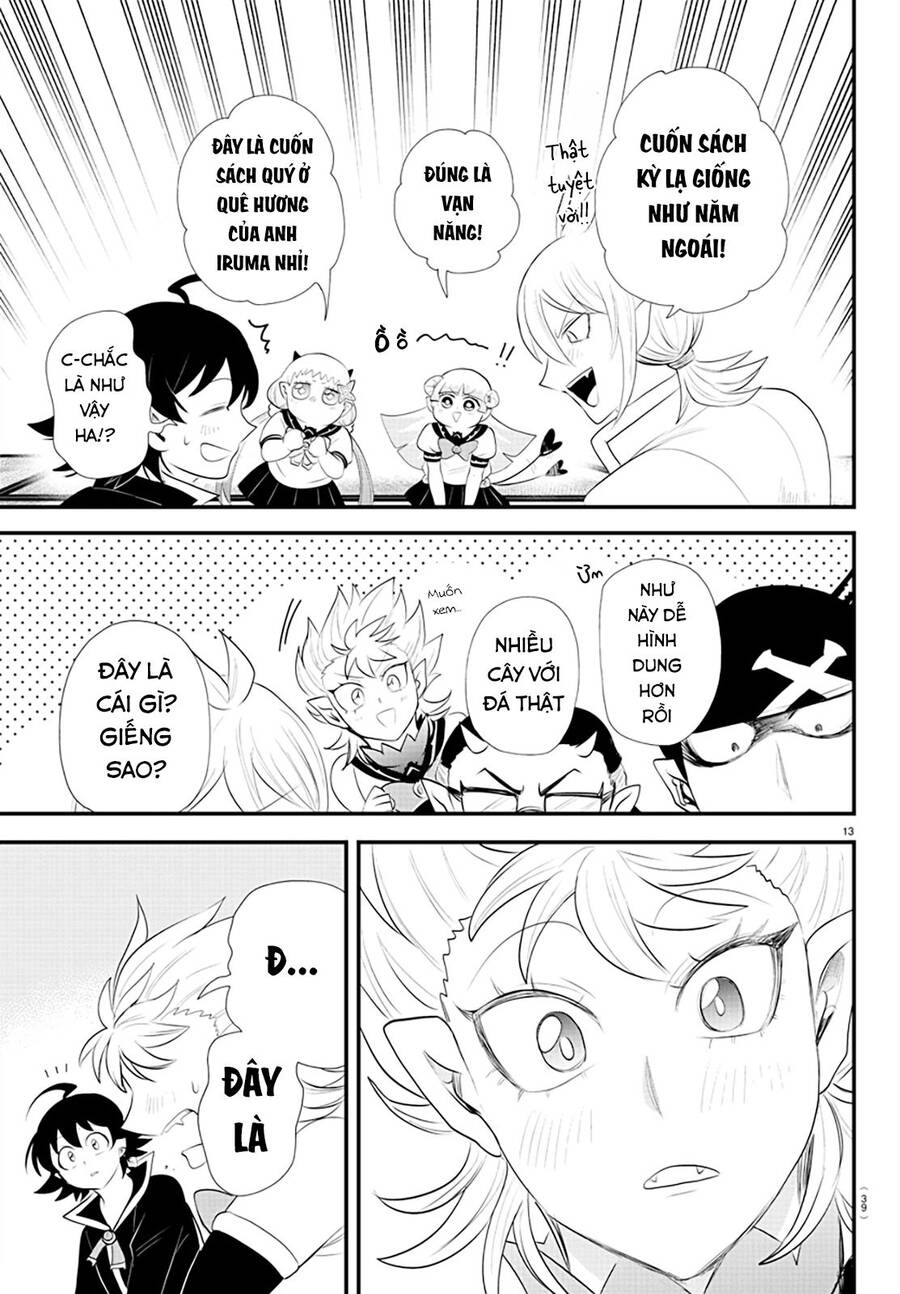 CUỐN SÁCH
KỲ LẠ GIỐNG
NHƯ NĂM
NGOÁI!
Thật
tuyệt
vời!!
ĐÚNG LÀ
VẠN
NĂNG!
ĐÂY LÀ CUỐN
SÁCH QUÝ Ở
QUÊ HƯƠNG
CỦA ANH
IRUMA NHỈ!
Ồ ồ !!
C-CHẮC
LÀ NHƯ
VẬY
HA!?
NHƯ
NÀY DỄ
HÌNH
DUNG
HƠN
RỒI
Ừm
NHIỀU
CÂY VỚI
ĐÁ THẬT
Muốn
xem...
ĐÂY LÀ
CÁI GÌ?
GIẾNG
SAO?
13
Đ...
ĐÂY
LÀ
(39)